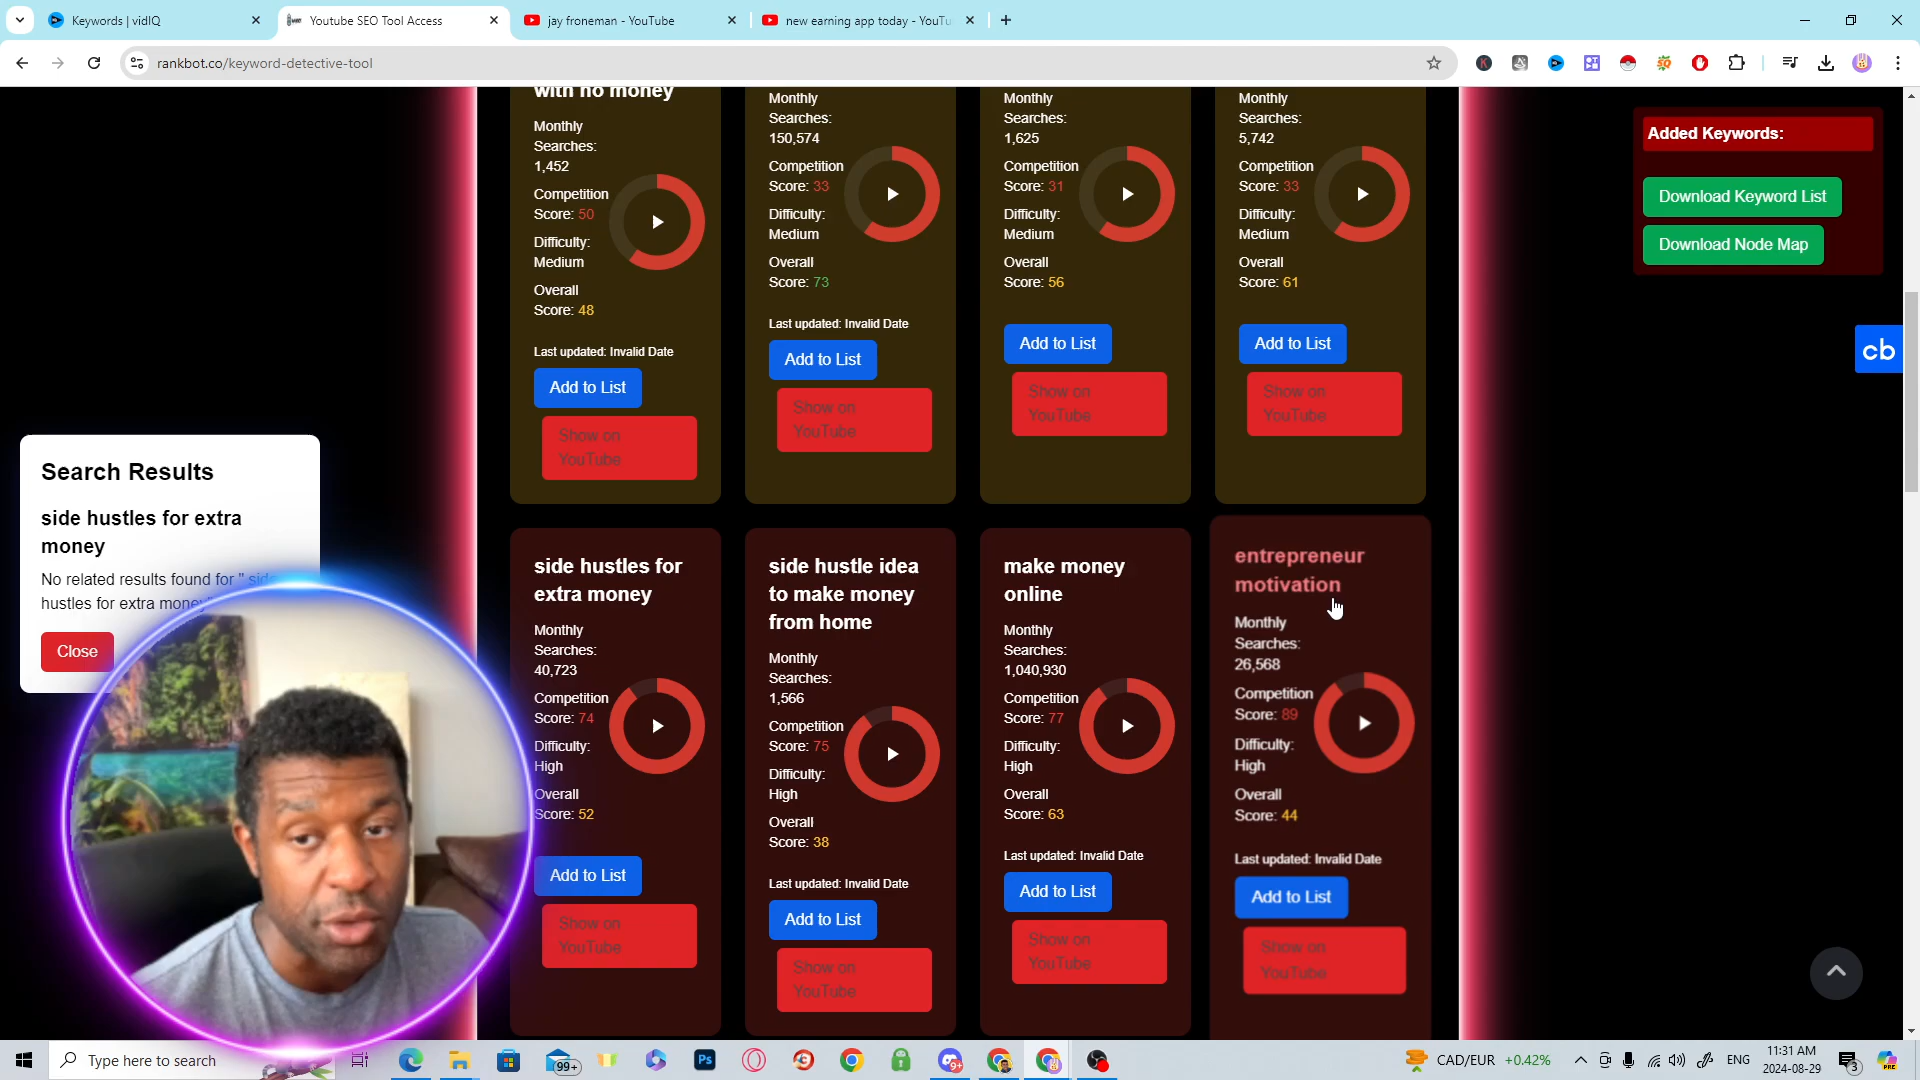 Keywords | vidIQ
Youtube SEO Tool Access
jay froneman - YouTube
new earning app today - YouTu
rankbot.co/keyword-detective-tool
with no money
Monthly
Searches:
1,452
Competition
Score: 50
Difficulty:
Medium
Overall
Score: 48
Last updated: Invalid Date
Add to List
Show on
YouTube
Monthly
Searches:
150,574
Competition
Score: 33
Difficulty:
Medium
Overall
Score: 73
Last updated: Invalid Date
Add to List
Show on
YouTube
Monthly
Searches:
1,625
Competition
Score: 31
Difficulty:
Medium
Overall
Score: 56
Add to List
Show on
YouTube
Monthly
Searches:
5,742
Competition
Score: 33
Difficulty:
Medium
Overall
Score: 61
Add to List
Show on
YouTube
Added Keywords:
Download Keyword List
Download Node Map
cb
Search Results
side hustles for extra
money
No related results found for " side
hustles for extra money
Close
side hustles for
extra money
Monthly
Searches:
40,723
Competition
Score: 74
Difficulty:
High
Overall
Score: 52
Add to List
Show on
YouTube
side hustle idea
to make money
from home
Monthly
Searches:
1,566
Competition
Score: 75
Difficulty:
High
Overall
Score: 38
Last updated: Invalid Date
Add to List
Show on
YouTube
make money
online
Monthly
Searches:
1,040,930
Competition
Score: 77
Difficulty:
High
Overall
Score: 63
Last updated: Invalid Date
Add to List
Show on
YouTube
entrepreneur
motivation
Monthly
Searches:
26,568
Competition
Score: 89
Difficulty:
High
Overall
Score: 44
Last updated: Invalid Date
Add to List
Show on
YouTube
Type here to search
99+
Ps
CAD/EUR +0.42%
ENG
11:31 AM
2024-08-29
3